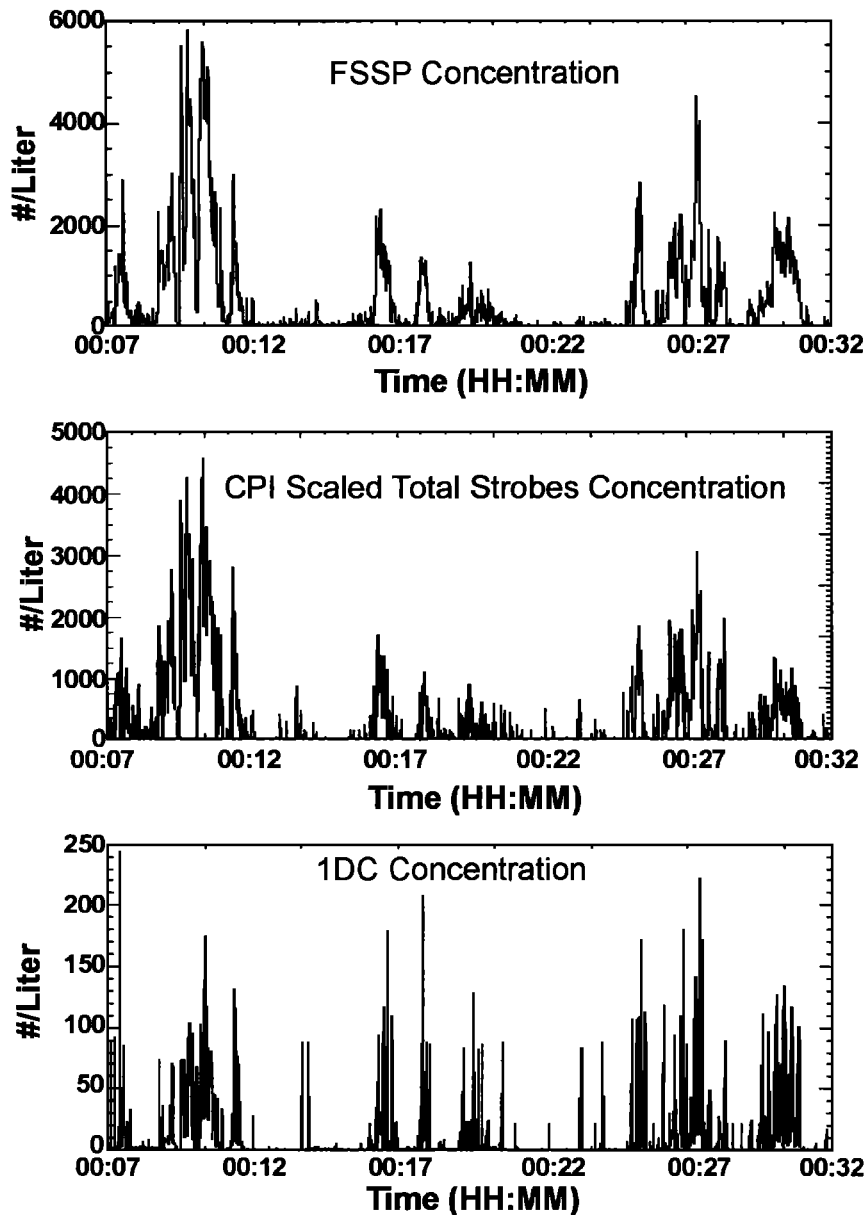 FSSP Concentration
#/Liter
6000
4000
2000
0
00:07 00:12 00:17 00:22 00:27 00:32
Time (HH:MM)
CPI Scaled Total Strobes Concentration
#/Liter
5000
4000
3000
2000
1000
0
00:07 00:12 00:17 00:22 00:27 00:32
Time (HH:MM)
1DC Concentration
#/Liter
250
200
150
100
50
0
00:07 00:12 00:17 00:22 00:27 00:32
Time (HH:MM)